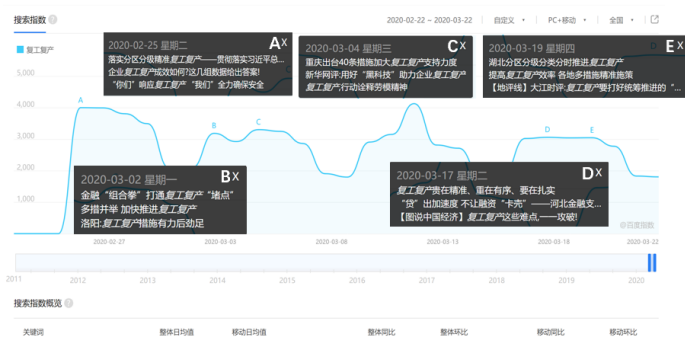 搜索指数 ?
2020-02-22 ~ 2020-03-22 自定义 PC+移动 全国
复工复产
2020-02-25 星期二 A X
落实分区分级精准复工复产——贯彻落实习近平总...
企业复工复产成效如何?这几组数据给出答案!
“你们”响应复工复产 “我们”全力确保安全
2020-03-04 星期三 C X
重庆出台40条措施加大复工复产支持力度
新华网评:用好“黑科技”助力企业复工复产
复工复产,行动诠释劳模精神
2020-03-19 星期四 E X
湖北分区分级分类分时推进复工复产
提高复工复产效率 各地多措施精准施策
【地评线】大江时评:复工复产要打好统筹推进的“...
5,000
4,000
3,000
2,000
1,000
A
B
C
D
E
E
2020-03-02 星期一 B X
金融“组合拳”打通复工复产“堵点”
多措并举 加快推进复工复产
洛阳:复工复产措施有力后劲足
2020-03-17 星期二 D X
复工复产贵在精准、重在有序、要在扎实
“贷”出加速度 不让融资“卡壳”——河北金融支...
【图说中国经济】复工复产这些难点,一一攻破!
@百度指数
2020-02-27 2020-03-03 2020-03-08 2020-03-13 2020-03-18 2020-03-22
2011 2012 2013 2014 2015 2016 2017 2018 2019 2020
搜索指数概览 ?
关键词 整体日均值 移动日均值 整体同比 整体环比 移动同比 移动环比